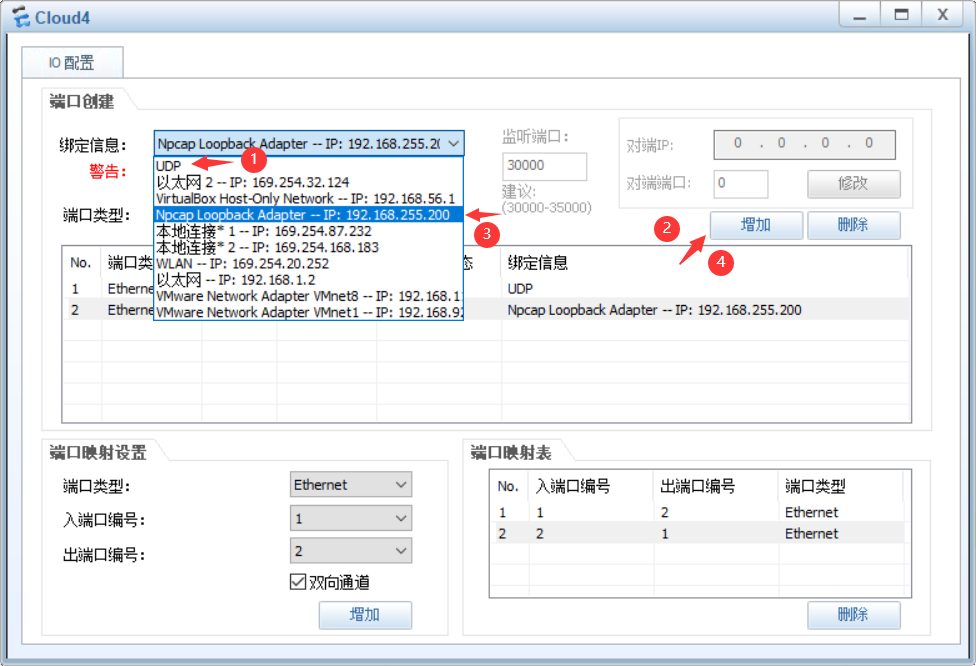 Cloud4
IO 配置
端口创建
绑定信息: Npcap Loopback Adapter -- IP: 192.168.255.20
监听端口:
30000
建议:
(30000-35000)
对端IP: 0 . 0 . 0 . 0
对端端口: 0 修改
警告:
端口类型:
UDP 1
以太网 2 -- IP: 169.254.32.124
VirtualBox Host-Only Network -- IP: 192.168.56.1
Npcap Loopback Adapter -- IP: 192.168.255.200
本地连接* 1 -- IP: 169.254.87.232
本地连接* 2 -- IP: 169.254.168.183
WLAN -- IP: 169.254.20.252
以太网 -- IP: 192.168.1.2
VMware Network Adapter VMnet8 -- IP: 192.168.1
VMware Network Adapter VMnet1 -- IP: 192.168.9
3
2
4
增加 删除
No. 端口类 态 绑定信息
1 Etherne UDP
2 Etherne Npcap Loopback Adapter -- IP: 192.168.255.200
端口映射设置
端口类型: Ethernet
入端口编号: 1
出端口编号: 2
双向通道
增加
端口映射表
No. 入端口编号 出端口编号 端口类型
1 1 2 Ethernet
2 2 1 Ethernet
删除